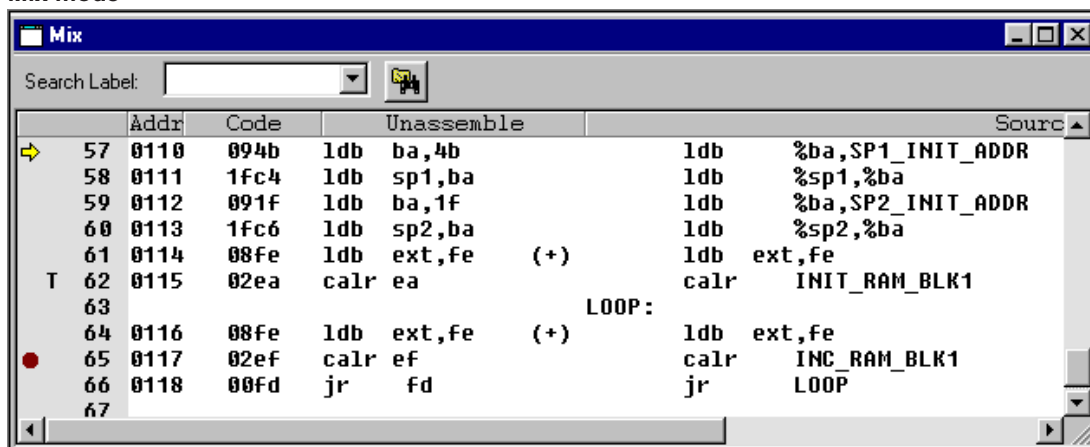 Mix
Search Label:
Addr Code Unassemble Sourc
57 0110 094b ldb ba,4b ldb %ba,SP1_INIT_ADDR
58 0111 1fc4 ldb sp1,ba ldb %sp1,%ba
59 0112 091f ldb ba,1f ldb %ba,SP2_INIT_ADDR
60 0113 1fc6 ldb sp2,ba ldb %sp2,%ba
61 0114 08fe ldb ext,fe (+) ldb ext,fe
T 62 0115 02ea calr ea calr INIT_RAM_BLK1
63 LOOP:
64 0116 08fe ldb ext,fe (+) ldb ext,fe
65 0117 02ef calr ef calr INC_RAM_BLK1
66 0118 00fd jr fd jr LOOP
67